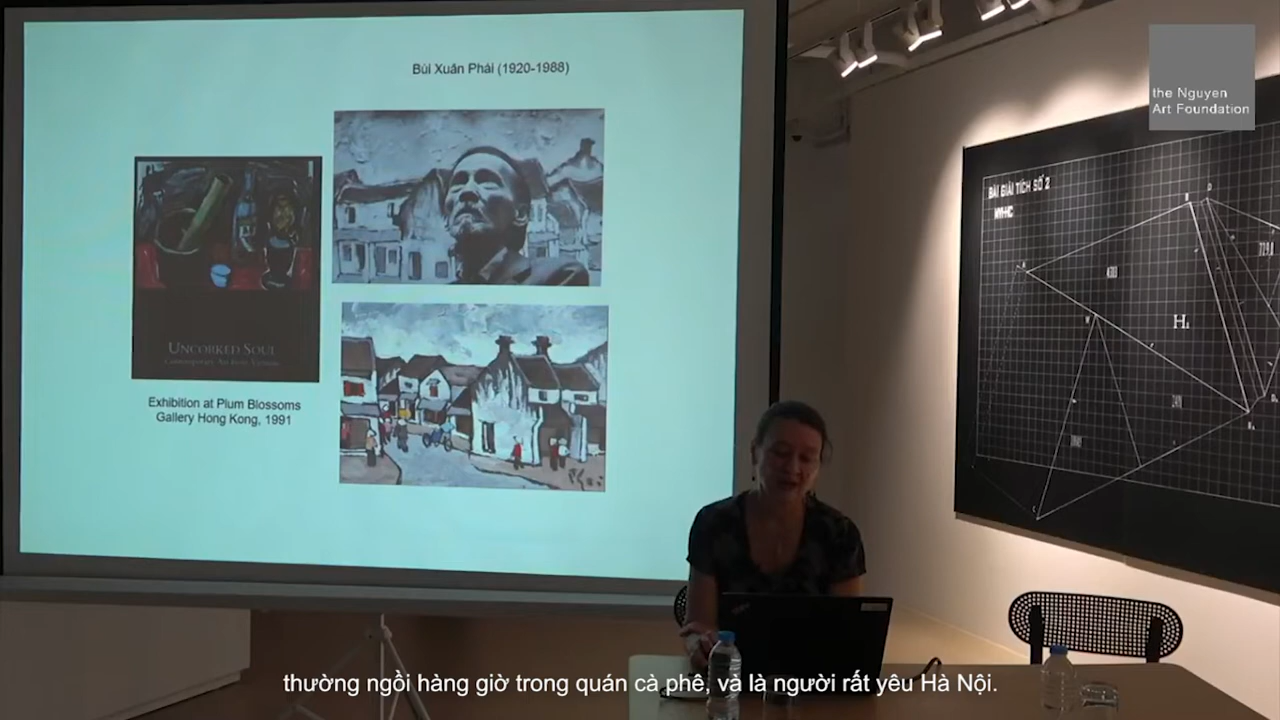 Bùi Xuân Phái (1920-1988)
UNCORKED SOUL
Exhibition at Plum Blossoms
Gallery Hong Kong, 1991
the Nguyen
Art Foundation
BÀI GIẢI TÍCH SỐ 2
thường ngồi hàng giờ trong quán cà phê, và là người rất yêu Hà Nội.